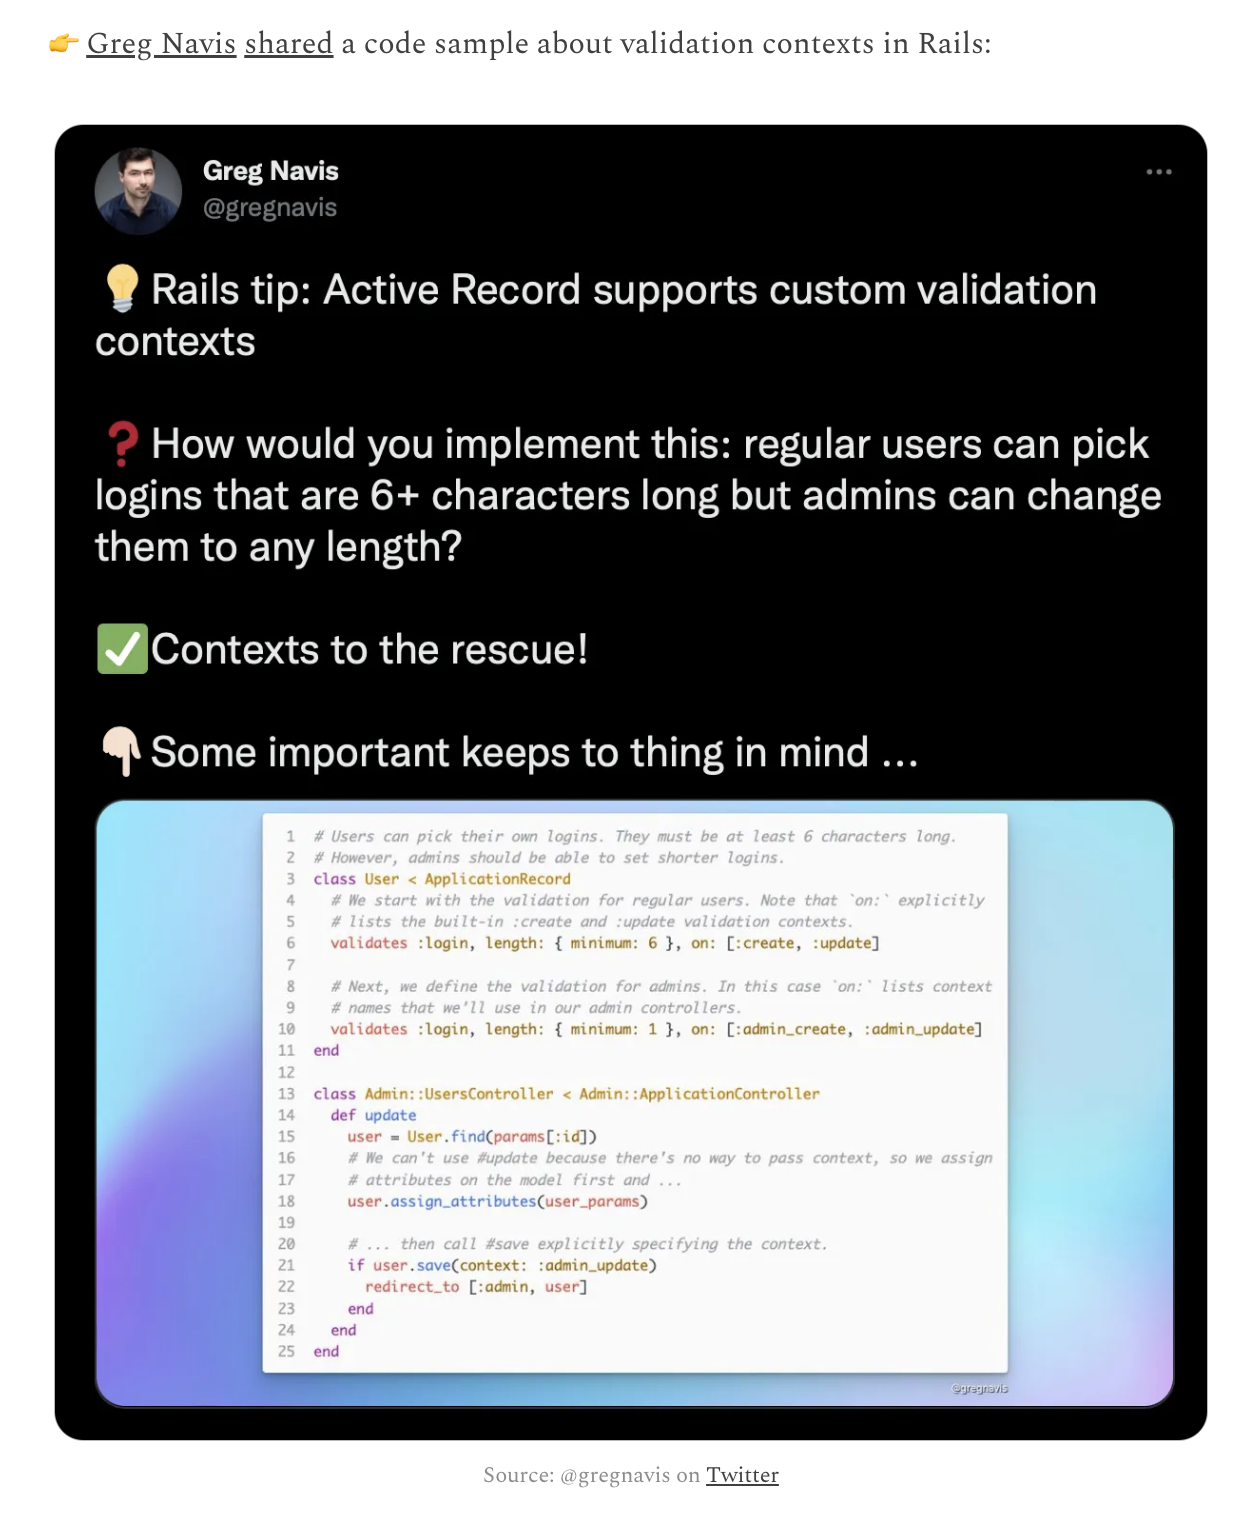 👉 Greg Navis shared a code sample about validation contexts in Rails:
Greg Navis
@gregnavis
💡Rails tip: Active Record supports custom validation
contexts
❓How would you implement this: regular users can pick
logins that are 6+ characters long but admins can change
them to any length?
✅Contexts to the rescue!
👇🏻Some important keeps to thing in mind …
1 # Users can pick their own logins. They must be at least 6 characters long.
2 # However, admins should be able to set shorter logins.
3 class User < ApplicationRecord
4   # We start with the validation for regular users. Note that `on:` explicitly
5   # lists the built-in :create and :update validation contexts.
6   validates :login, length: { minimum: 6 }, on: [:create, :update]
7
8   # Next, we define the validation for admins. In this case `on:` lists context
9   # names that we'll use in our admin controllers.
10   validates :login, length: { minimum: 1 }, on: [:admin_create, :admin_update]
11 end
12
13 class Admin::UsersController < Admin::ApplicationController
14   def update
15     user = User.find(params[:id])
16     # We can't use #update because there's no way to pass context, so we assign
17     # attributes on the model first and ...
18     user.assign_attributes(user_params)
19
20     # ... then call #save explicitly specifying the context.
21     if user.save(context: :admin_update)
22       redirect_to [:admin, user]
23     end
24   end
25 end
@gregnavis
Source: @gregnavis on Twitter